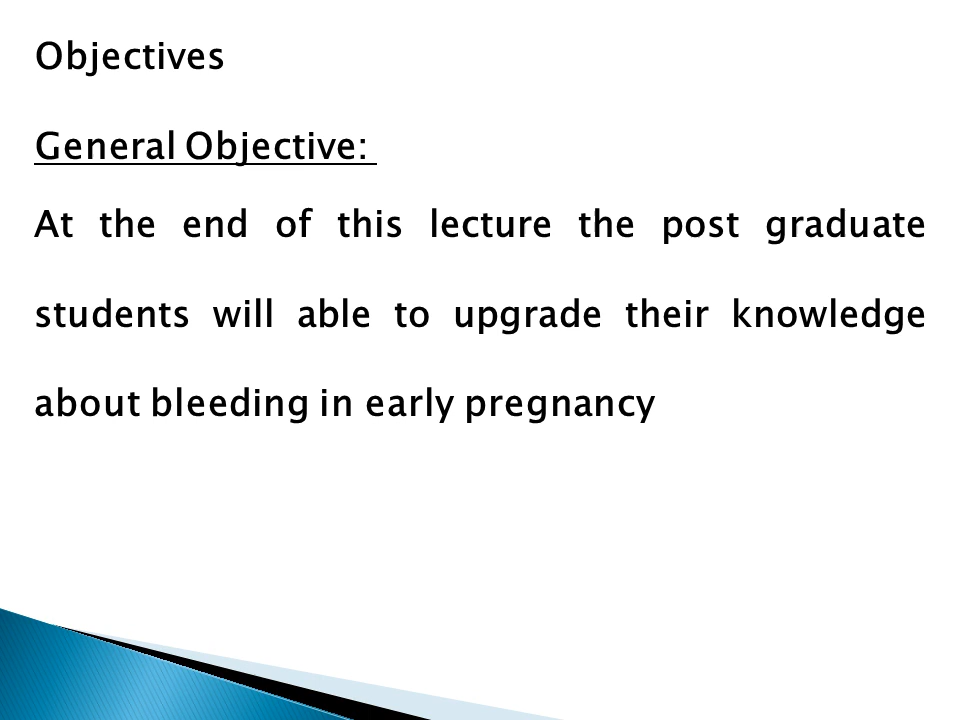 Objectives
General Objective:
At the end of this lecture the post graduate
students will able to upgrade their knowledge
about bleeding in early pregnancy